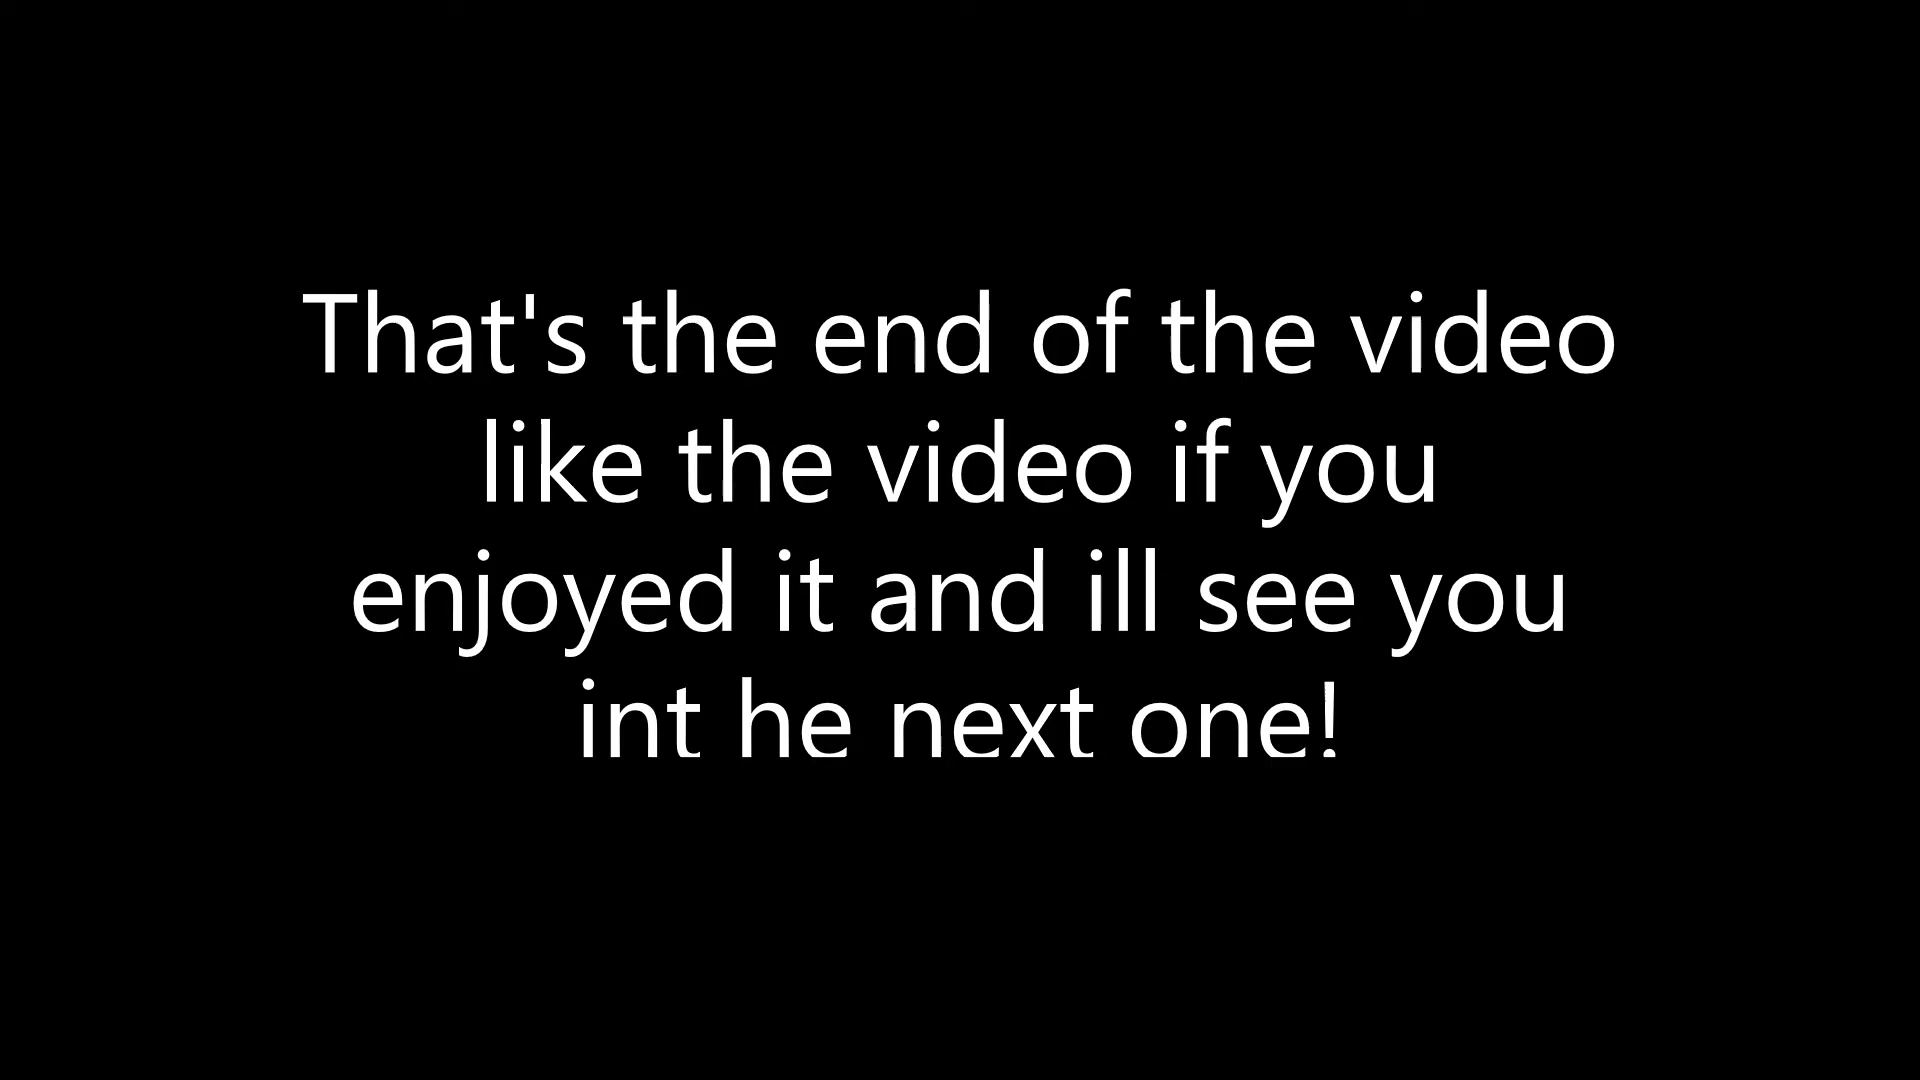 That's the end of the video
like the video if you
enjoyed it and ill see you
int he next one!